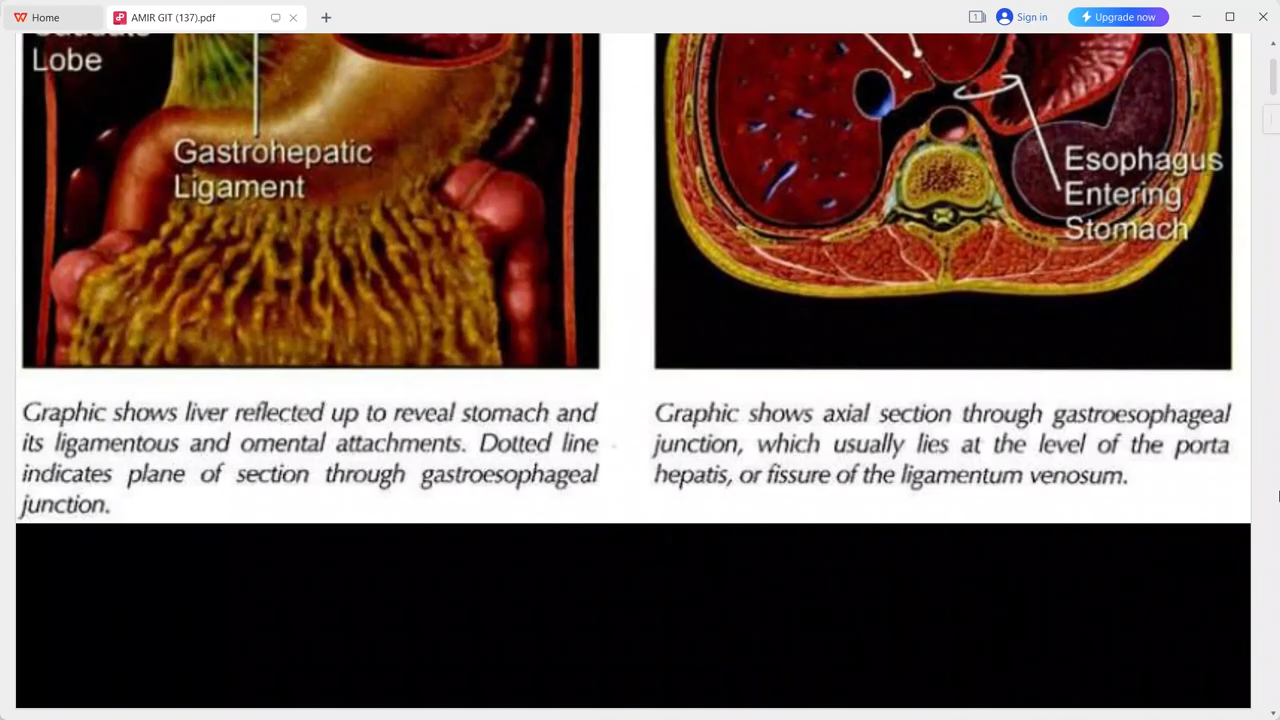 Home
AMIR GIT (137).pdf
1
Sign in
Upgrade now
Lobe
Gastrohepatic
Ligament
Esophagus
Entering
Stomach
Graphic shows liver reflected up to reveal stomach and
its ligamentous and omental attachments. Dotted line
indicates plane of section through gastroesophageal
junction.
Graphic shows axial section through gastroesophageal
junction, which usually lies at the level of the porta
hepatis, or fissure of the ligamentum venosum.